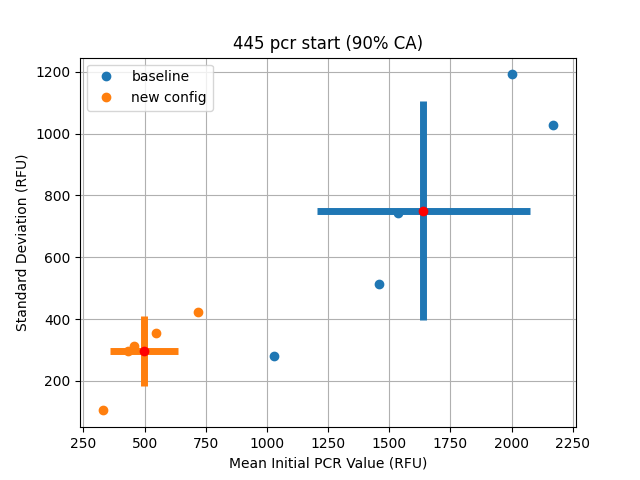 445 pcr start (90% CA)
baseline
new config
1200
1000
800
600
400
200
Standard Deviation (RFU)
250 500 750 1000 1250 1500 1750 2000 2250
Mean Initial PCR Value (RFU)